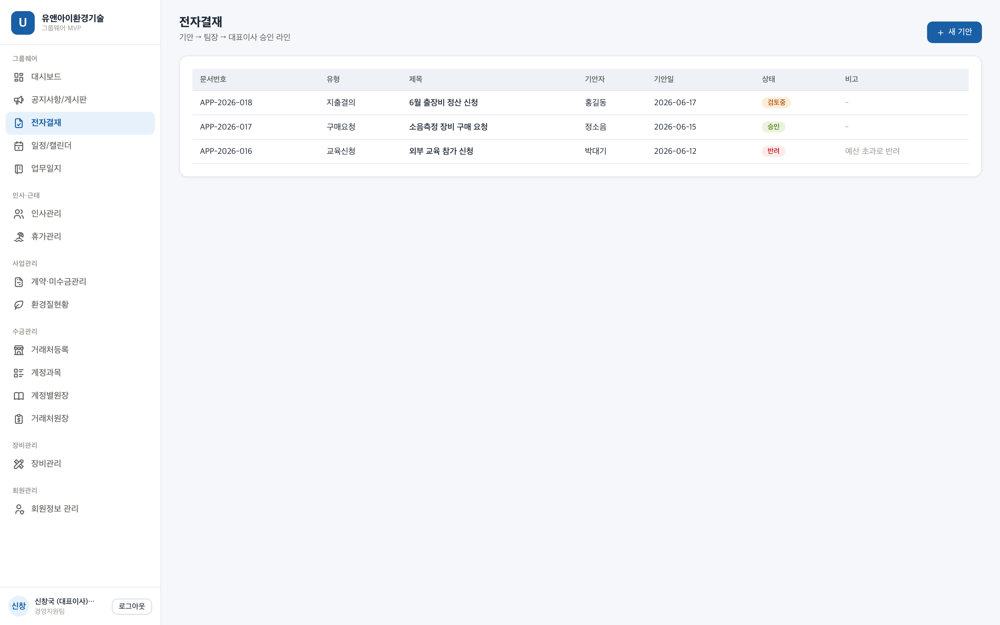 U
유앤아이환경기술
그룹웨어 MVP
그룹웨어
대시보드
공지사항/게시판
전자결재
일정/캘린더
업무일지
인사·근태
인사관리
휴가관리
사업관리
계약·미수금관리
환경질현황
수금관리
거래처등록
계정과목
계정별원장
거래처원장
장비관리
장비관리
회원관리
회원정보 관리
신창
신창국 (대표이사)…
경영지원팀
로그아웃
전자결재
기안 → 팀장 → 대표이사 승인 라인
+ 새 기안
문서번호 유형 제목 기안자 기안일 상태 비고
APP-2026-018 지출결의 6월 출장비 정산 신청 홍길동 2026-06-17 검토중 -
APP-2026-017 구매요청 소음측정 장비 구매 요청 정소음 2026-06-15 승인 -
APP-2026-016 교육신청 외부 교육 참가 신청 박대기 2026-06-12 반려 예산 초과로 반려